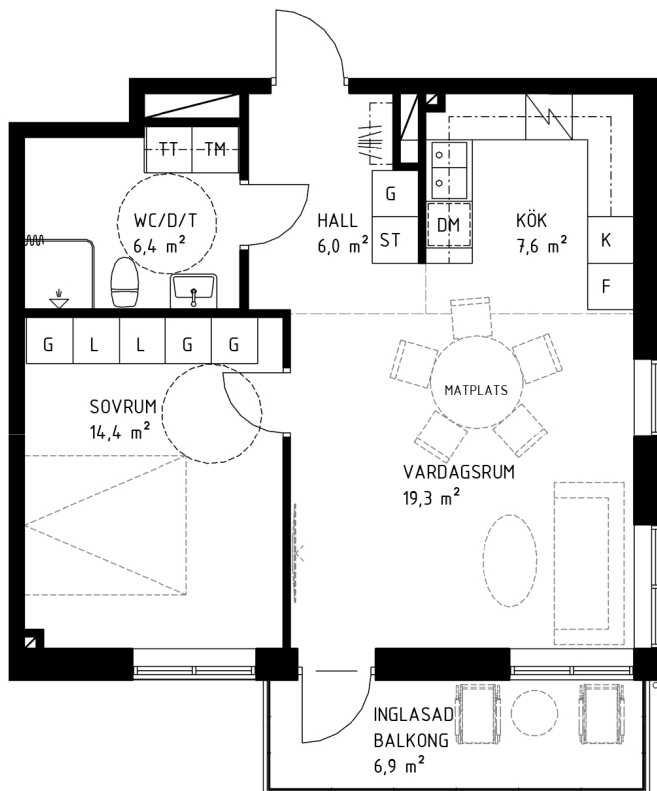 TT
TM
G
ST
WC/D/T
6,4 m²
HALL
6,0 m²
DM
KÖK
7,6 m²
K
F
G
L
L
G
G
SOVRUM
14,4 m²
MATPLATS
VARDAGSRUM
19,3 m²
INGLASAD
BALKONG
6,9 m²